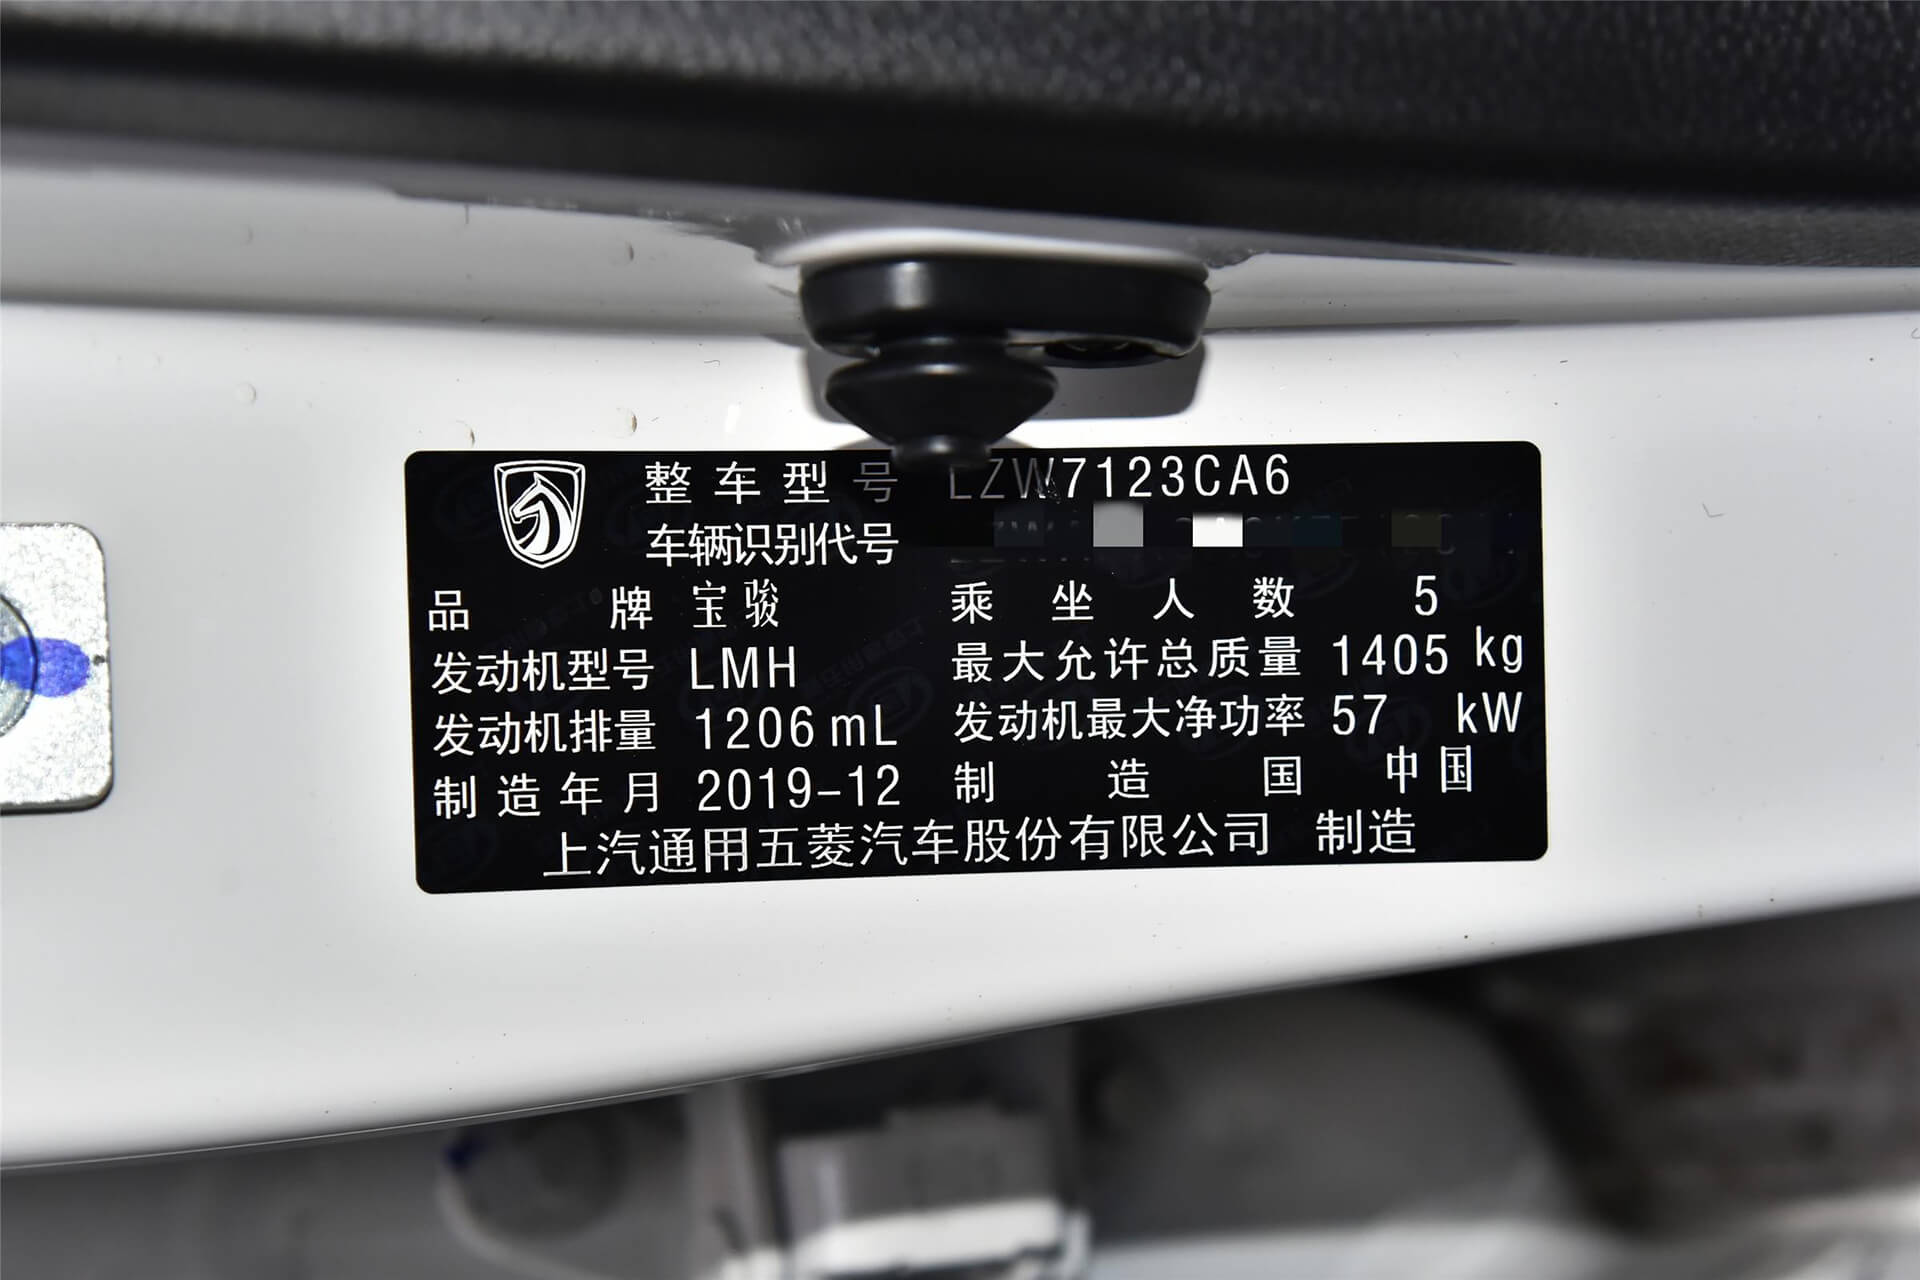 整车型号 LZW7123CA6
车辆识别代号
品牌 宝骏 乘坐人数 5
发动机型号 LMH 最大允许总质量 1405 kg
发动机排量 1206 mL 发动机最大净功率 57 kW
制造年月 2019-12 制造国 中国
上汽通用五菱汽车股份有限公司 制造